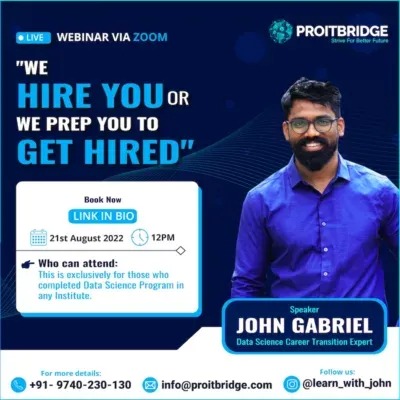 LIVE WEBINAR VIA ZOOM
PROITBRIDGE
Strive For Better Future
"WE
HIRE YOU OR
WE PREP YOU TO
GET HIRED"
Book Now
LINK IN BIO
21st August 2022 12PM
Who can attend:
This is exclusively for those who
completed Data Science Program in
any Institute.
Speaker
JOHN GABRIEL
Data Science Career Transition Expert
For more details:
+91- 9740-230-130
info@proitbridge.com
Follow us:
@learn_with_john